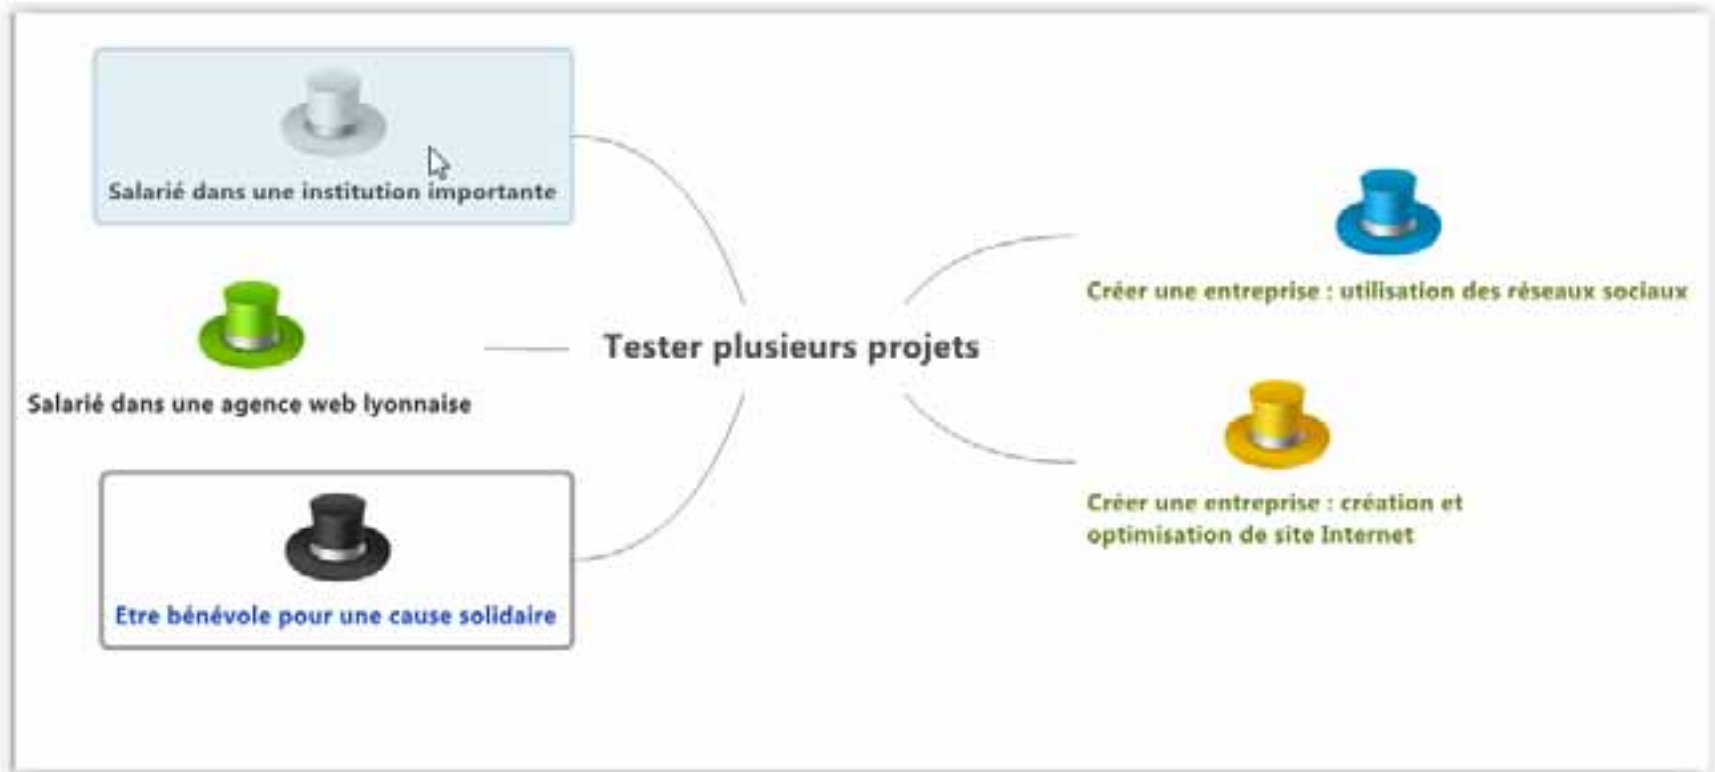 Salarié dans une institution importante
Créer une entreprise : utilisation des réseaux sociaux
Tester plusieurs projets
Salarié dans une agence web lyonnaise
Créer une entreprise : création et
optimisation de site Internet
Etre bénévole pour une cause solidaire